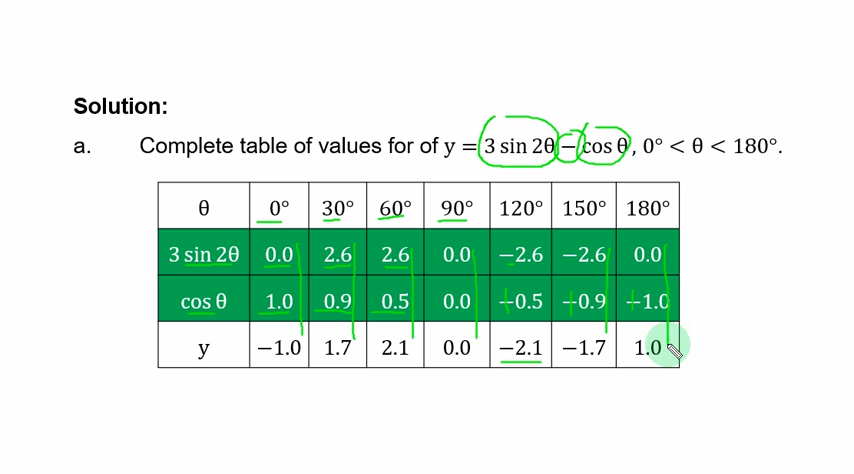 Solution:
a. Complete table of values for of y = 3 sin 2θ − cos θ , 0° < θ < 180°.
θ 0° 30° 60° 90° 120° 150° 180°
3 sin 2θ 0.0 2.6 2.6 0.0 −2.6 −2.6 0.0
cos θ 1.0 0.9 0.5 0.0 −0.5 −0.9 −1.0
y −1.0 1.7 2.1 0.0 −2.1 −1.7 1.0